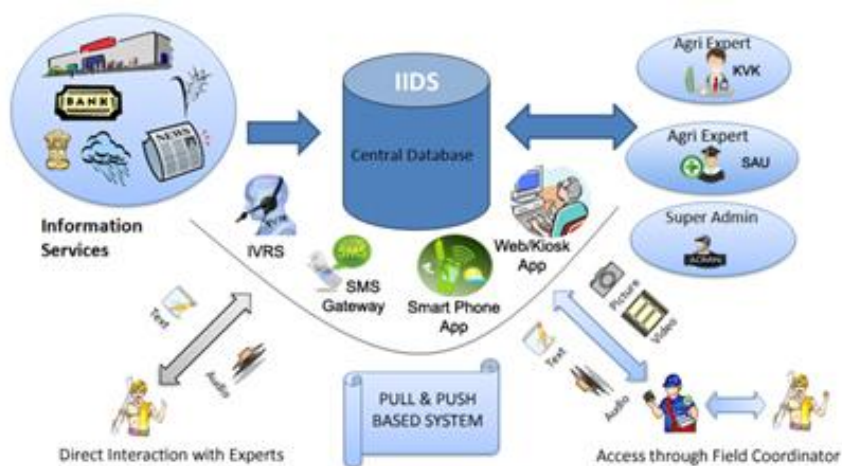 BANK
NEWS
Information
Services
IIDS
Central Database
Agri Expert
KVK
Agri Expert
SAU
Super Admin
ADMIN
IVRS
SMS
SMS
Gateway
Smart Phone
App
Web/Kiosk
App
Text
Audio
Direct Interaction with Experts
PULL & PUSH
BASED SYSTEM
Picture
Video
Text
Audio
Access through Field Coordinator